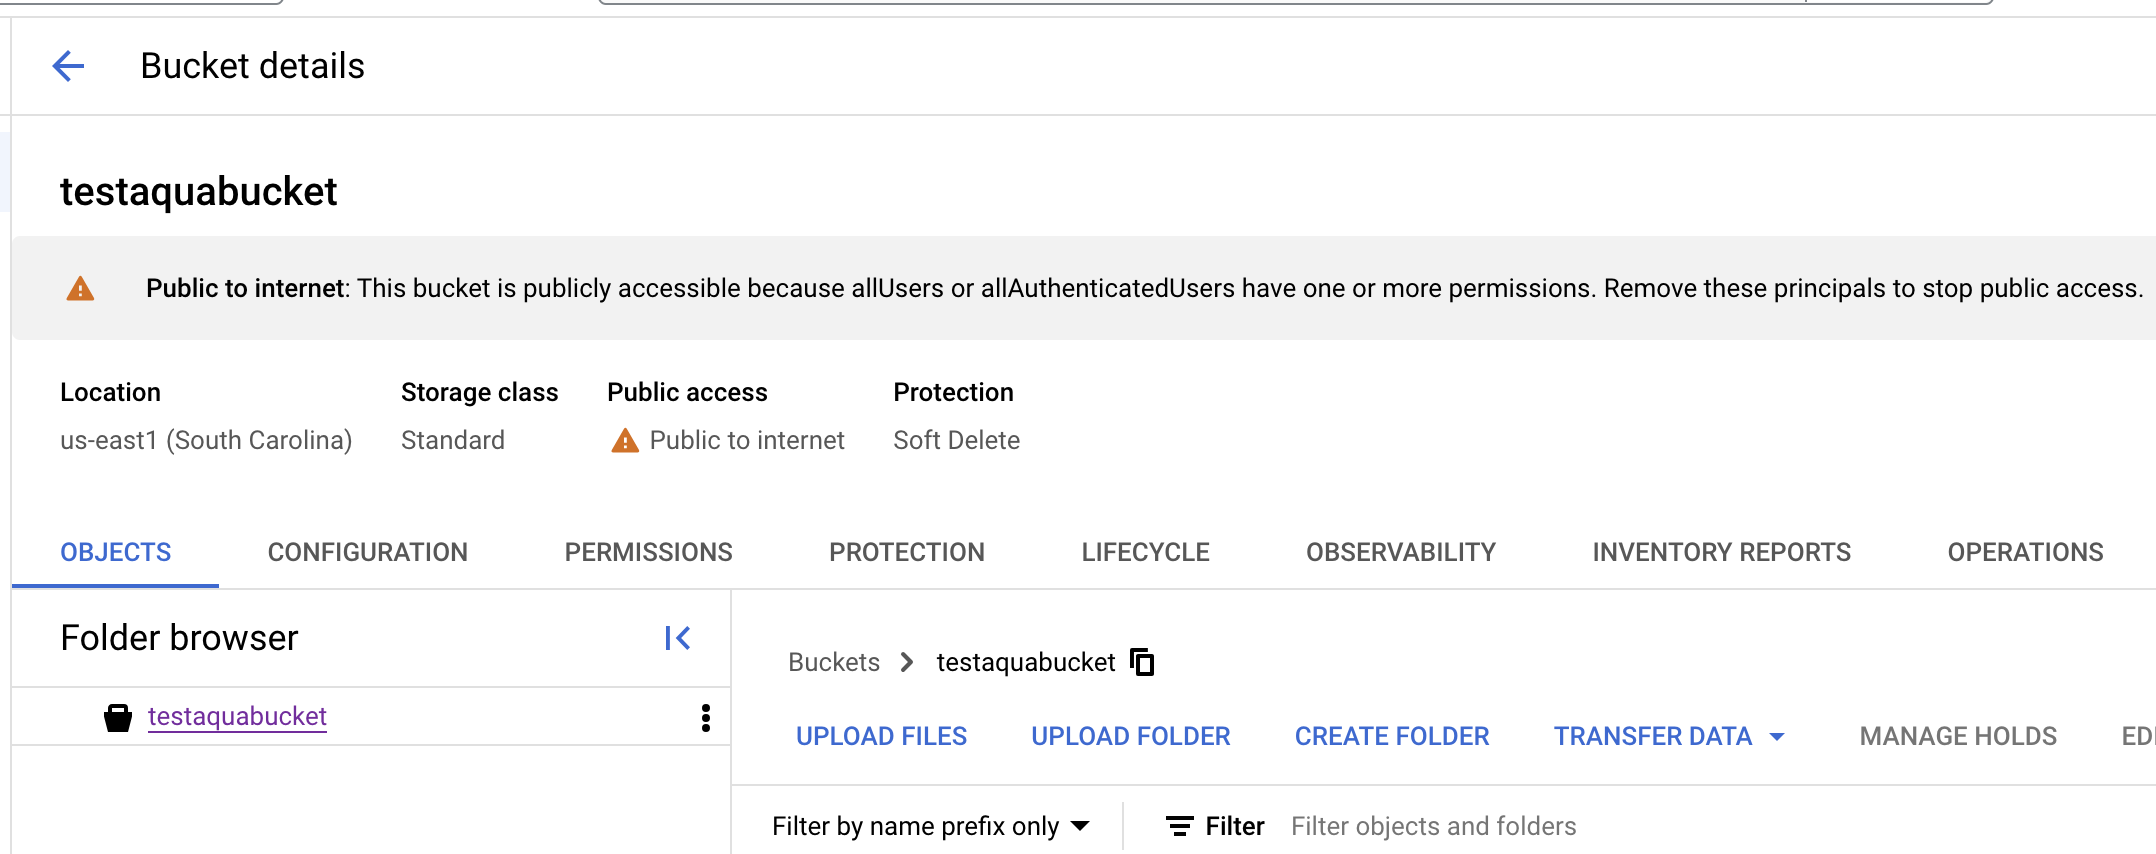 Bucket details
testaquabucket
Public to internet: This bucket is publicly accessible because allUsers or allAuthenticatedUsers have one or more permissions. Remove these principals to stop public access.
Location Storage class Public access Protection
us-east1 (South Carolina) Standard Public to internet Soft Delete
OBJECTS CONFIGURATION PERMISSIONS PROTECTION LIFECYCLE OBSERVABILITY INVENTORY REPORTS OPERATIONS
Folder browser
testaquabucket
Buckets testaquabucket
UPLOAD FILES UPLOAD FOLDER CREATE FOLDER TRANSFER DATA MANAGE HOLDS
Filter by name prefix only Filter Filter objects and folders